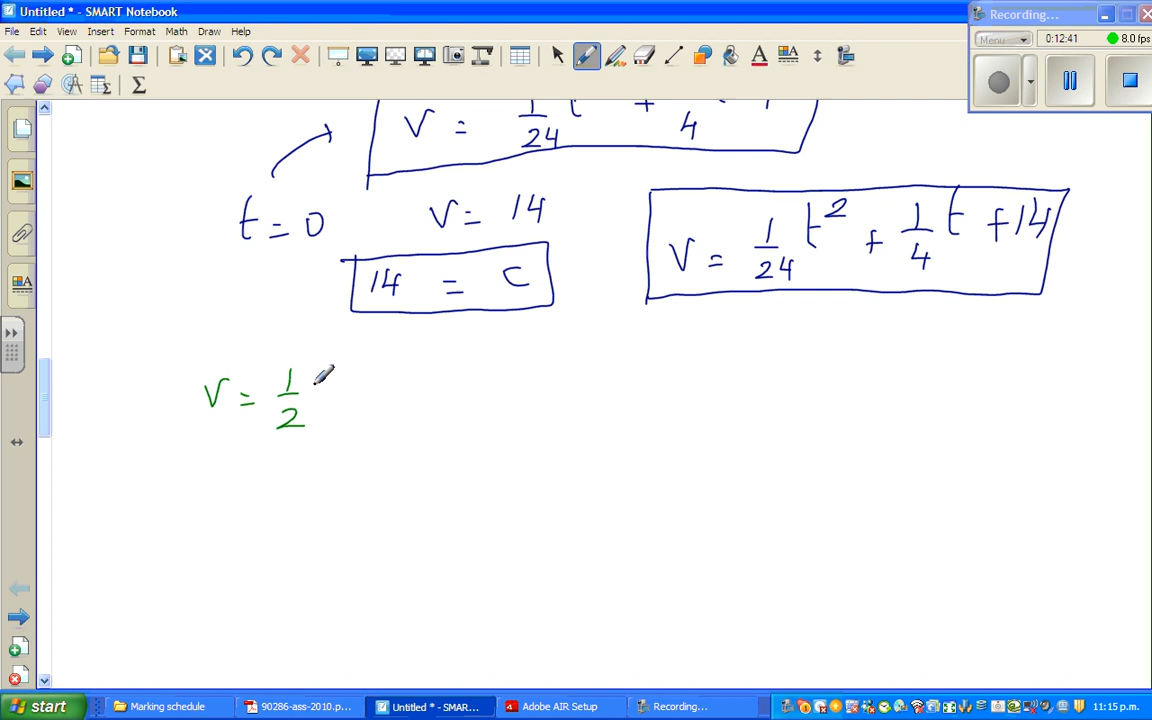 Untitled * - SMART Notebook
Recording...
File Edit View Insert Format Math Draw Help
Menu
0:12:41
8.0 fps
V = 1/24 t + 4
t = 0 V = 14
14 = C
V = 1/24 t² + 1/4 t + 14
V = 1/2
start
Marking schedule
90286-ass-2010.p...
Untitled * - SMAR...
Adobe AIR Setup
Recording...
11:15 p.m.